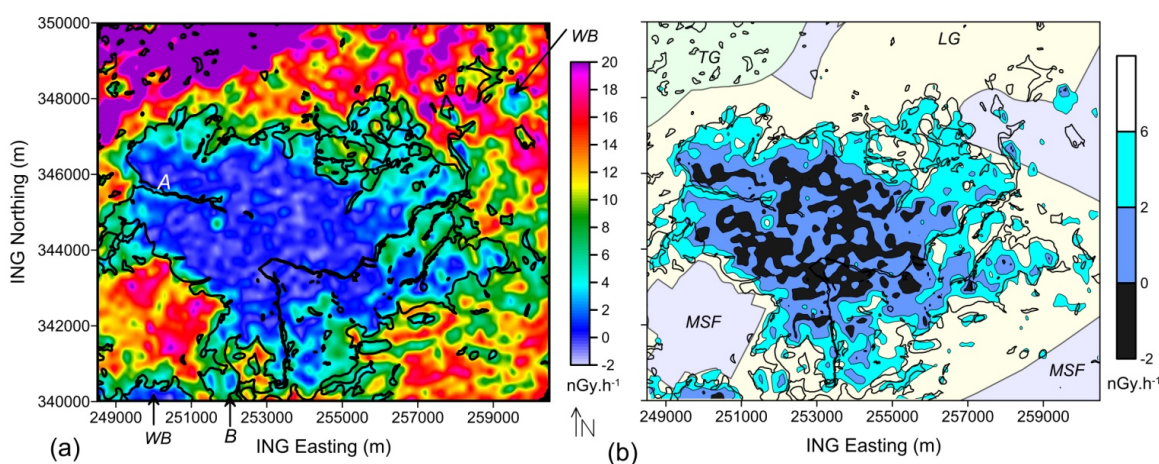 350000
348000
346000
344000
342000
340000
ING Northing (m)
249000 251000 253000 255000 257000 259000
ING Easting (m)
A
WB
WB
B
(a)
N
20
18
16
14
12
10
8
6
4
2
0
-2
nGy.h-1
TG
LG
MSF
MSF
249000 251000 253000 255000 257000 259000
ING Easting (m)
(b)
6
2
0
-2
nGy.h-1